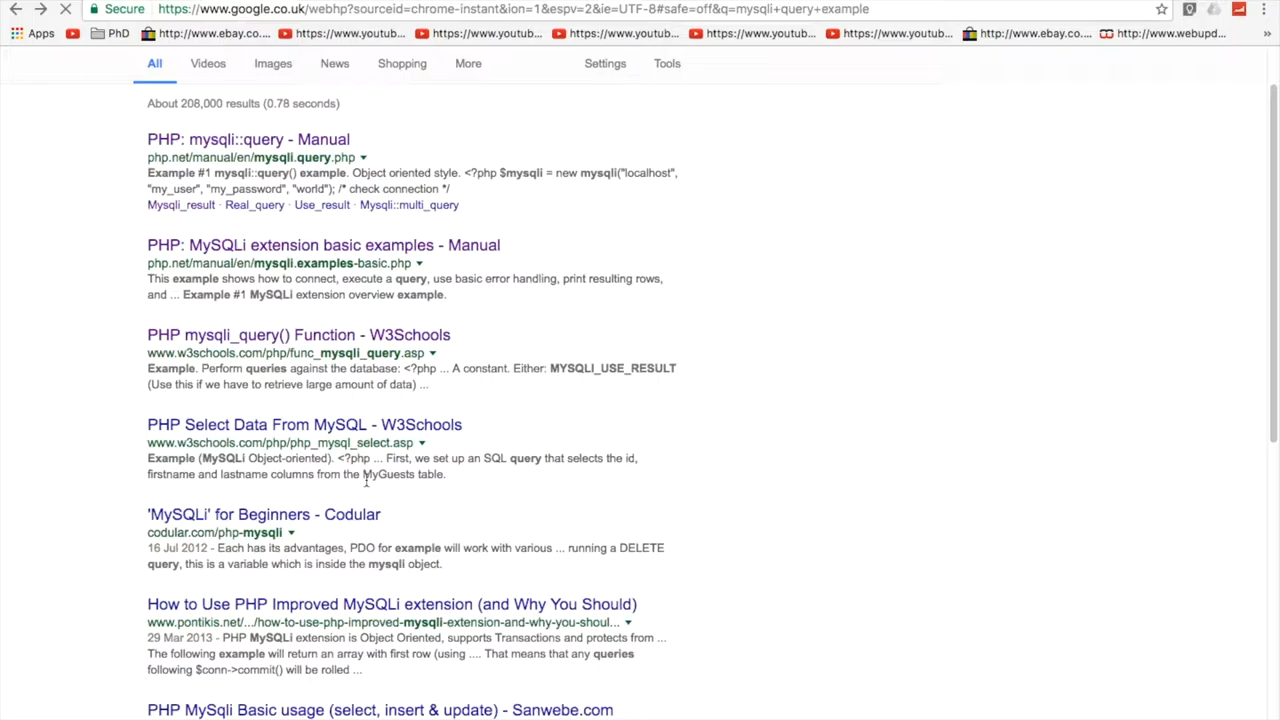 Secure https://www.google.co.uk/webhp?sourceid=chrome-instant&ion=1&espv=2&ie=UTF-8#safe=off&q=mysqli+query+example
Apps PhD http://www.ebay.co.... https://www.youtub... https://www.youtub... https://www.youtub... https://www.youtub... https://www.youtub... http://www.ebay.co.... http://www.webupd... »
All Videos Images News Shopping More Settings Tools
About 208,000 results (0.78 seconds)
PHP: mysqli::query - Manual
php.net/manual/en/mysqli.query.php
Example #1 mysqli::query() example. Object oriented style. <?php $mysqli = new mysqli("localhost",
"my_user", "my_password", "world"); /* check connection */
Mysqli_result · Real_query · Use_result · Mysqli::multi_query
PHP: MySQLi extension basic examples - Manual
php.net/manual/en/mysqli.examples-basic.php
This example shows how to connect, execute a query, use basic error handling, print resulting rows,
and ... Example #1 MySQLi extension overview example.
PHP mysqli_query() Function - W3Schools
www.w3schools.com/php/func_mysqli_query.asp
Example. Perform queries against the database: <?php ... A constant. Either: MYSQLI_USE_RESULT
(Use this if we have to retrieve large amount of data) ...
PHP Select Data From MySQL - W3Schools
www.w3schools.com/php/php_mysql_select.asp
Example (MySQLi Object-oriented). <?php ... First, we set up an SQL query that selects the id,
firstname and lastname columns from the MyGuests table.
'MySQLi' for Beginners - Codular
codular.com/php-mysqli
16 Jul 2012 - Each has its advantages, PDO for example will work with various ... running a DELETE
query, this is a variable which is inside the mysqli object.
How to Use PHP Improved MySQLi extension (and Why You Should)
www.pontikis.net/.../how-to-use-php-improved-mysqli-extension-and-why-you-shoul...
29 Mar 2013 - PHP MySQLi extension is Object Oriented, supports Transactions and protects from ...
The following example will return an array with first row (using .... That means that any queries
following $conn->commit() will be rolled ...
PHP MySqli Basic usage (select, insert & update) - Sanwebe.com